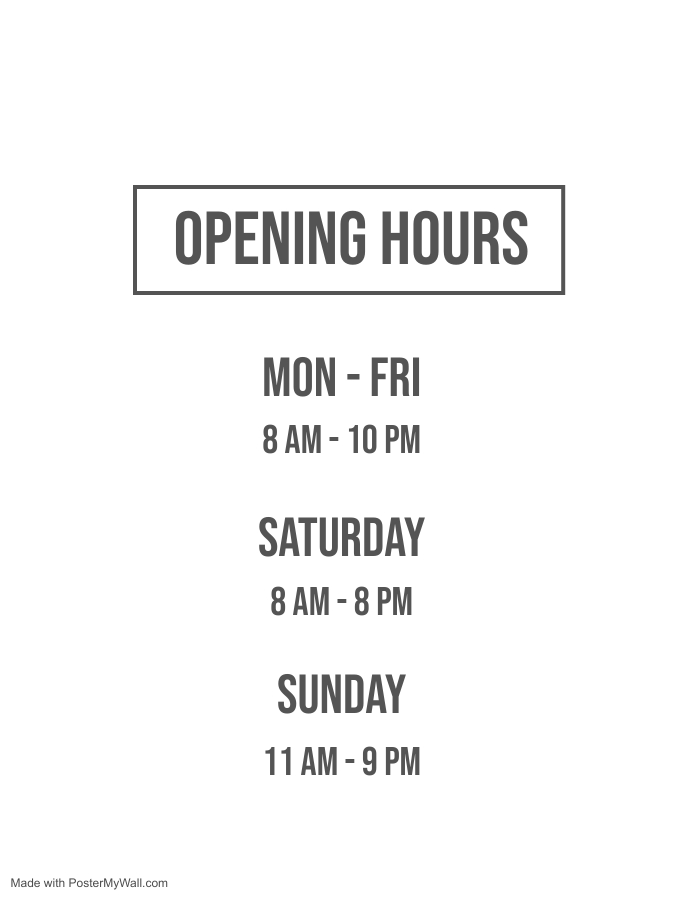 OPENING HOURS
MON - FRI
8 AM - 10 PM
SATURDAY
8 AM - 8 PM
SUNDAY
11 AM - 9 PM
Made with PosterMyWall.com